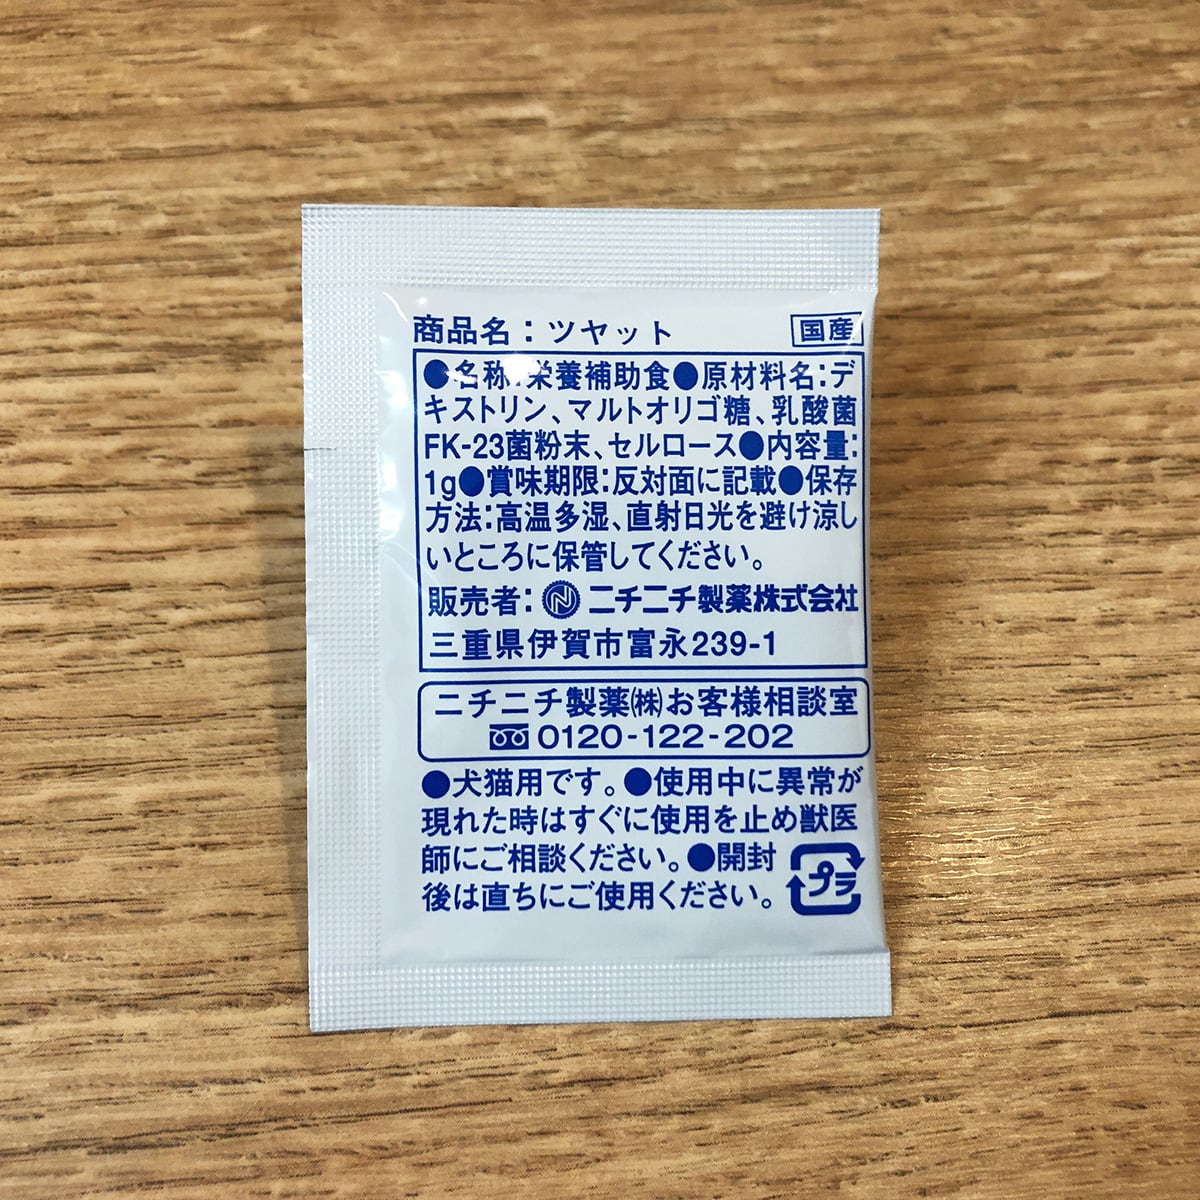 商品名：ツヤット 国産
●名称:栄養補助食●原材料名:デ
キストリン、マルトオリゴ糖、乳酸菌
FK-23菌粉末、セルロース●内容量:
1g●賞味期限:反対面に記載●保存
方法:高温多湿、直射日光を避け涼し
いところに保管してください。
販売者:ニチニチ製薬株式会社
三重県伊賀市富永239-1
ニチニチ製薬㈱お客様相談室
0120-122-202
●犬猫用です。●使用中に異常が
現れた時はすぐに使用を止め獣医
師にご相談ください。●開封
後は直ちにご使用ください。
プラ